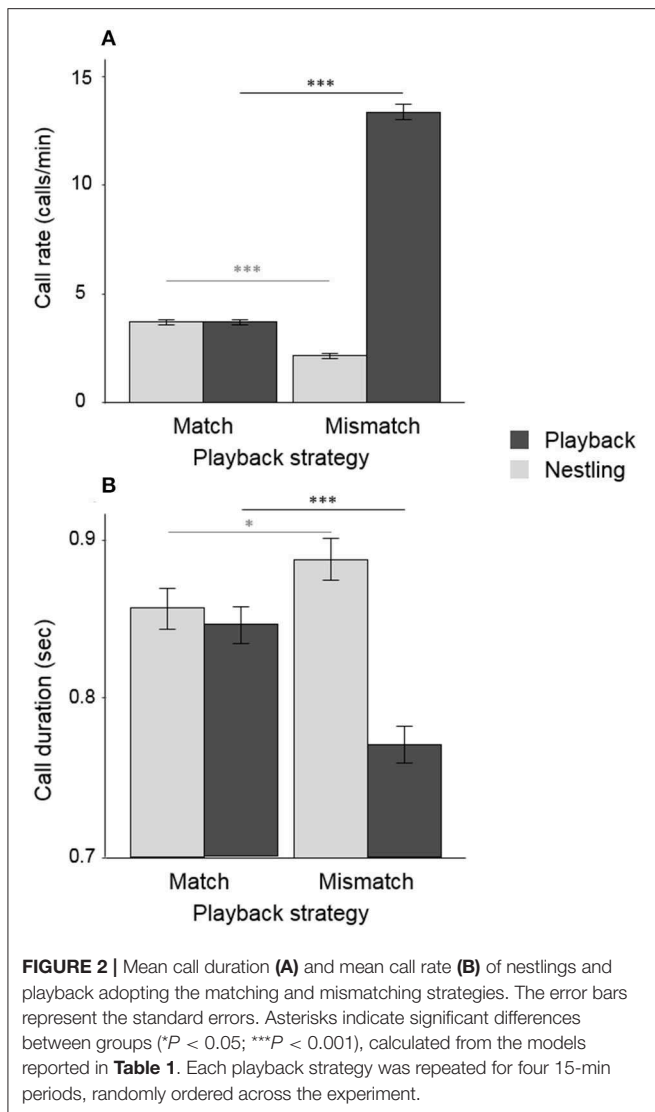 A
15
10
5
0
Call rate (calls/min)
***
***
Match
Mismatch
Playback strategy
Playback
Nestling
B
0.9
0.8
0.7
Call duration (sec)
***
*
Match
Mismatch
Playback strategy
FIGURE 2 | Mean call duration (A) and mean call rate (B) of nestlings and
playback adopting the matching and mismatching strategies. The error bars
represent the standard errors. Asterisks indicate significant differences
between groups (*P < 0.05; ***P < 0.001), calculated from the models
reported in Table 1. Each playback strategy was repeated for four 15-min
periods, randomly ordered across the experiment.